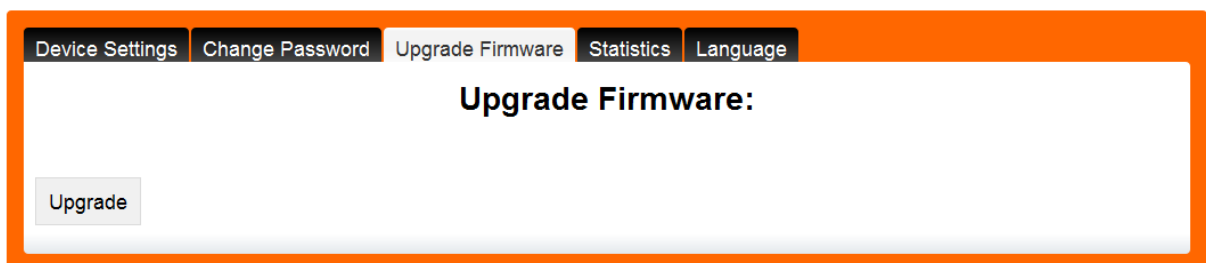 Device Settings Change Password Upgrade Firmware Statistics Language
Upgrade Firmware:
Upgrade